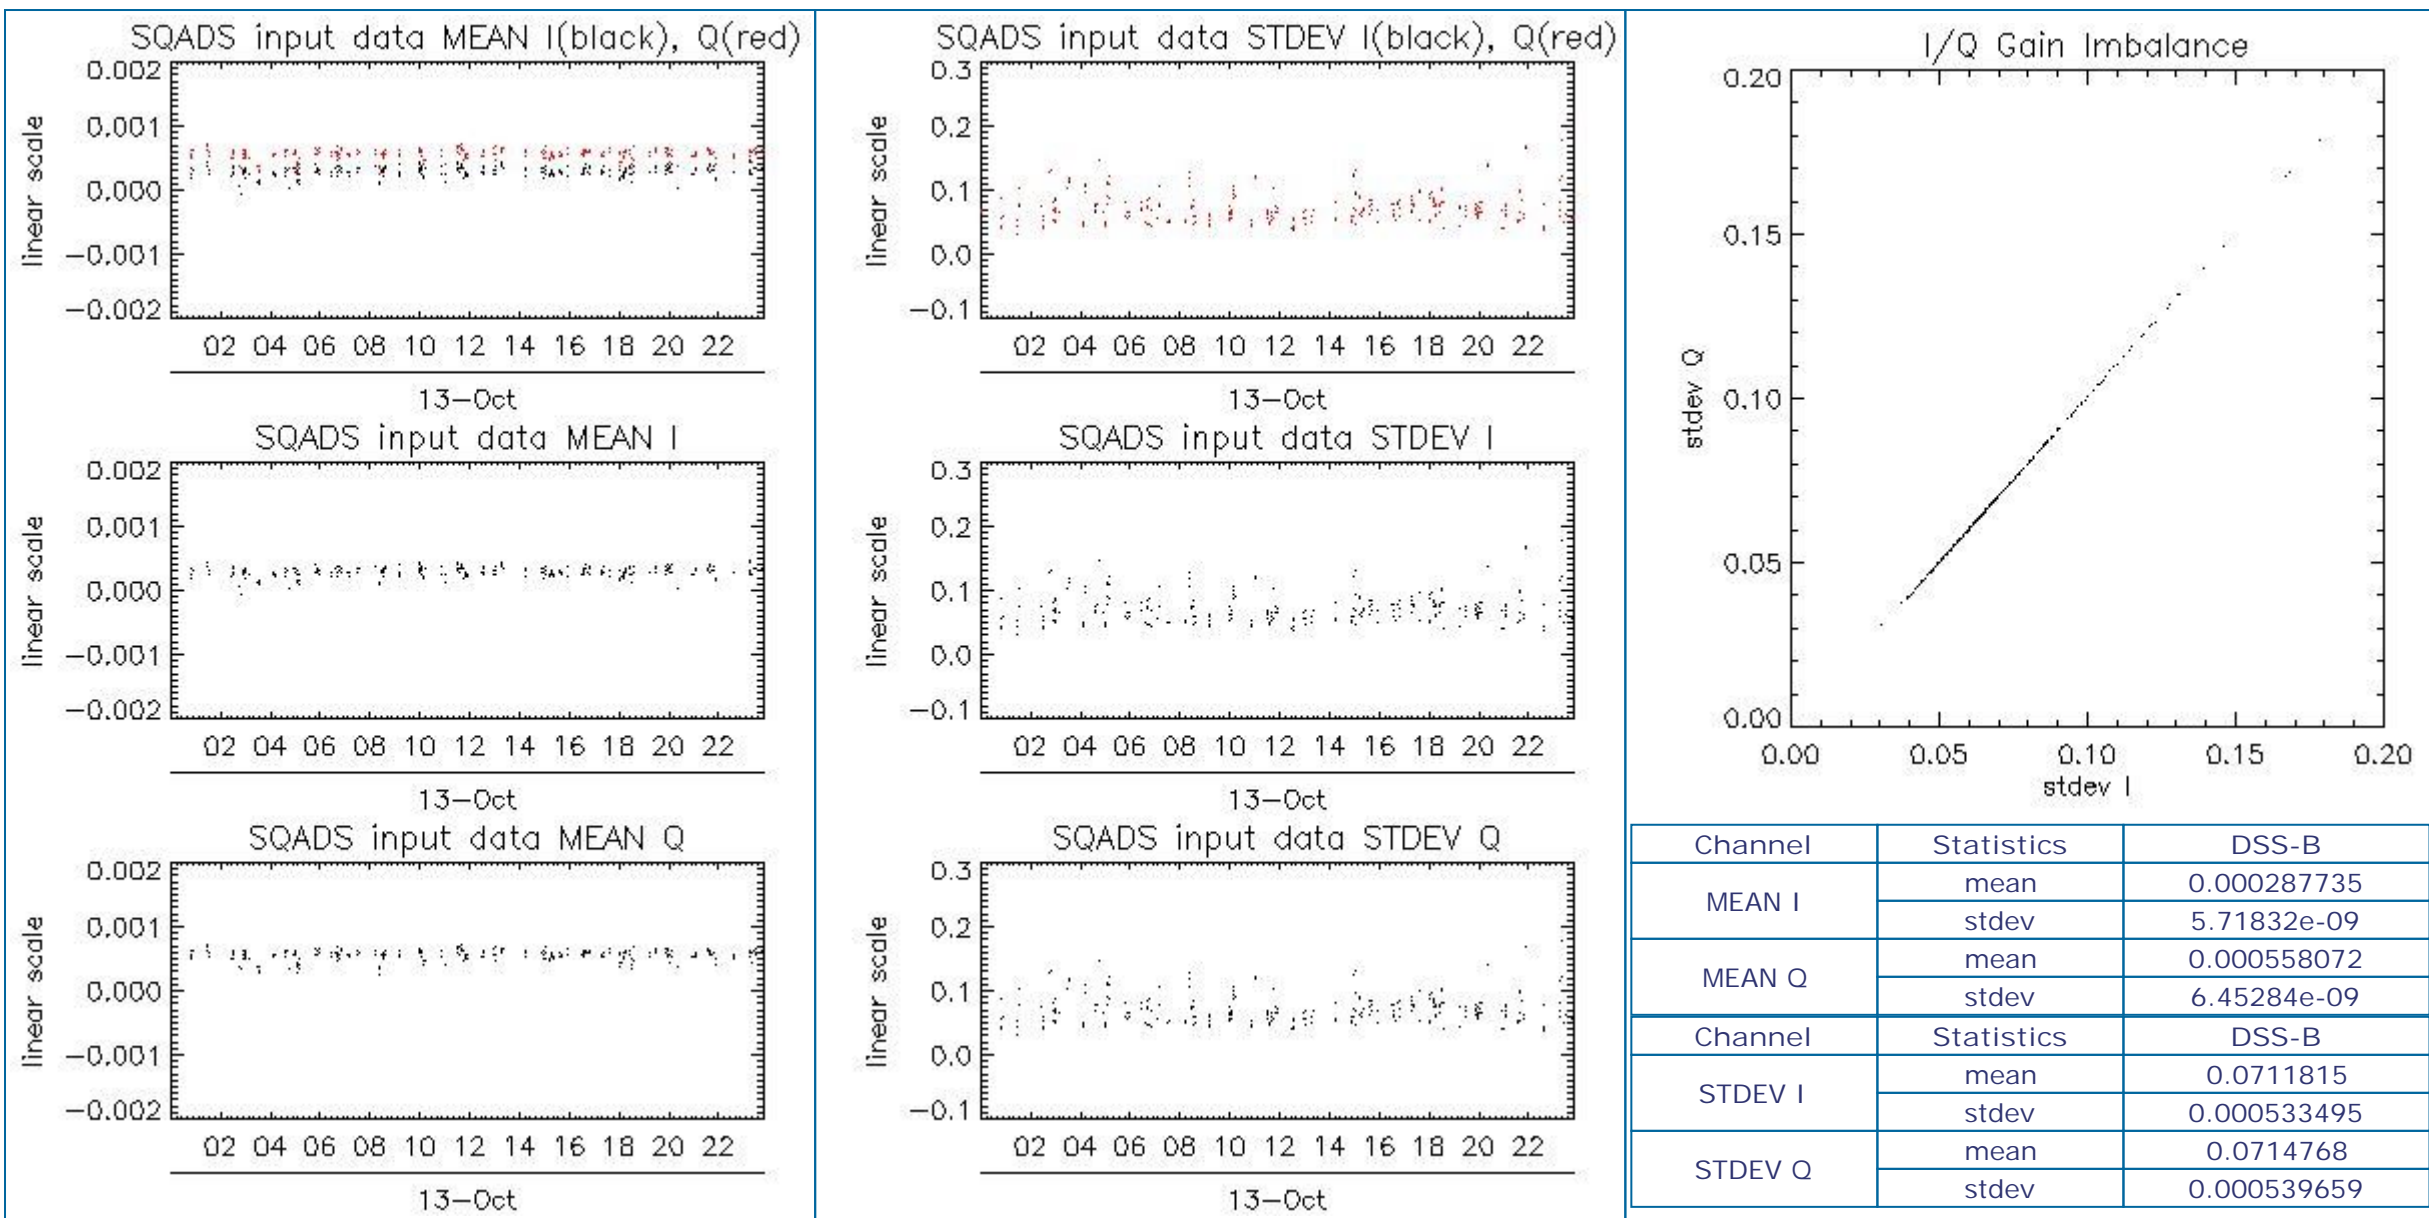 SQADS input data MEAN I(black), Q(red)
0.002
0.001
0.000
−0.001
−0.002
linear scale
02 04 06 08 10 12 14 16 18 20 22
13−Oct
SQADS input data MEAN I
0.002
0.001
0.000
−0.001
−0.002
linear scale
02 04 06 08 10 12 14 16 18 20 22
13−Oct
SQADS input data MEAN Q
0.002
0.001
0.000
−0.001
−0.002
linear scale
02 04 06 08 10 12 14 16 18 20 22
13−Oct
SQADS input data STDEV I(black), Q(red)
0.3
0.2
0.1
0.0
−0.1
linear scale
02 04 06 08 10 12 14 16 18 20 22
13−Oct
SQADS input data STDEV I
0.3
0.2
0.1
0.0
−0.1
linear scale
02 04 06 08 10 12 14 16 18 20 22
13−Oct
SQADS input data STDEV Q
0.3
0.2
0.1
0.0
−0.1
linear scale
02 04 06 08 10 12 14 16 18 20 22
13−Oct
I/Q Gain Imbalance
0.20
0.15
0.10
0.05
0.00
stdev Q
0.00 0.05 0.10 0.15 0.20
stdev I
Channel Statistics DSS-B
MEAN I mean 0.000287735
stdev 5.71832e-09
MEAN Q mean 0.000558072
stdev 6.45284e-09
Channel Statistics DSS-B
STDEV I mean 0.0711815
stdev 0.000533495
STDEV Q mean 0.0714768
stdev 0.000539659